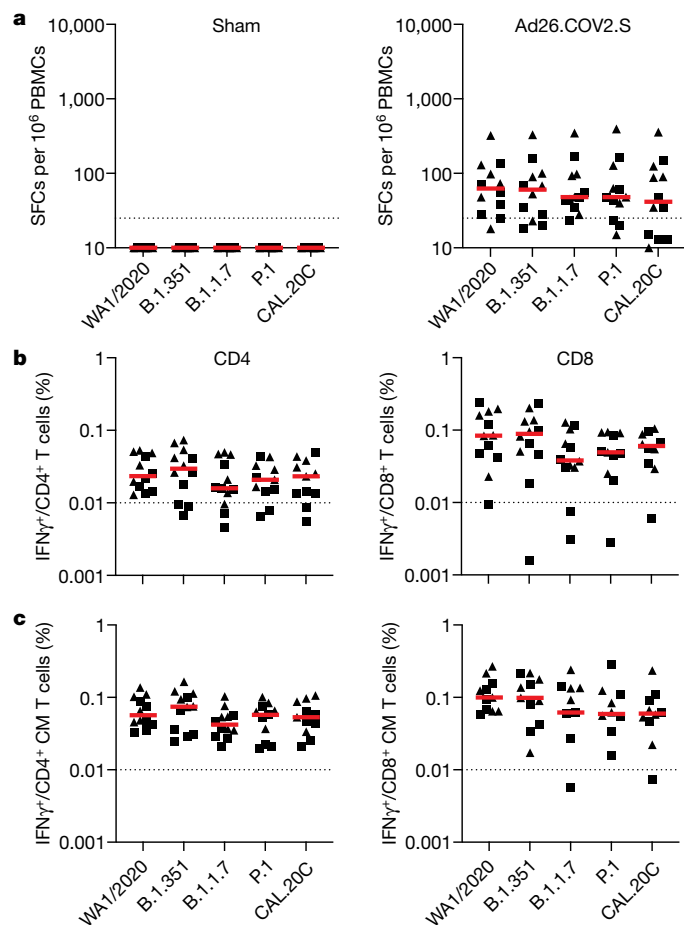 a
Sham
Ad26.COV2.S
SFCs per 10⁶ PBMCs
10,000
1,000
100
10
WA1/2020
B.1.351
B.1.1.7
P.1
CAL.20C
SFCs per 10⁶ PBMCs
10,000
1,000
100
10
WA1/2020
B.1.351
B.1.1.7
P.1
CAL.20C
b
CD4
CD8
IFNγ⁺/CD4⁺ T cells (%)
1
0.1
0.01
0.001
IFNγ⁺/CD8⁺ T cells (%)
1
0.1
0.01
0.001
c
IFNγ⁺/CD4⁺ CM T cells (%)
1
0.1
0.01
0.001
WA1/2020
B.1.351
B.1.1.7
P.1
CAL.20C
IFNγ⁺/CD8⁺ CM T cells (%)
1
0.1
0.01
0.001
WA1/2020
B.1.351
B.1.1.7
P.1
CAL.20C